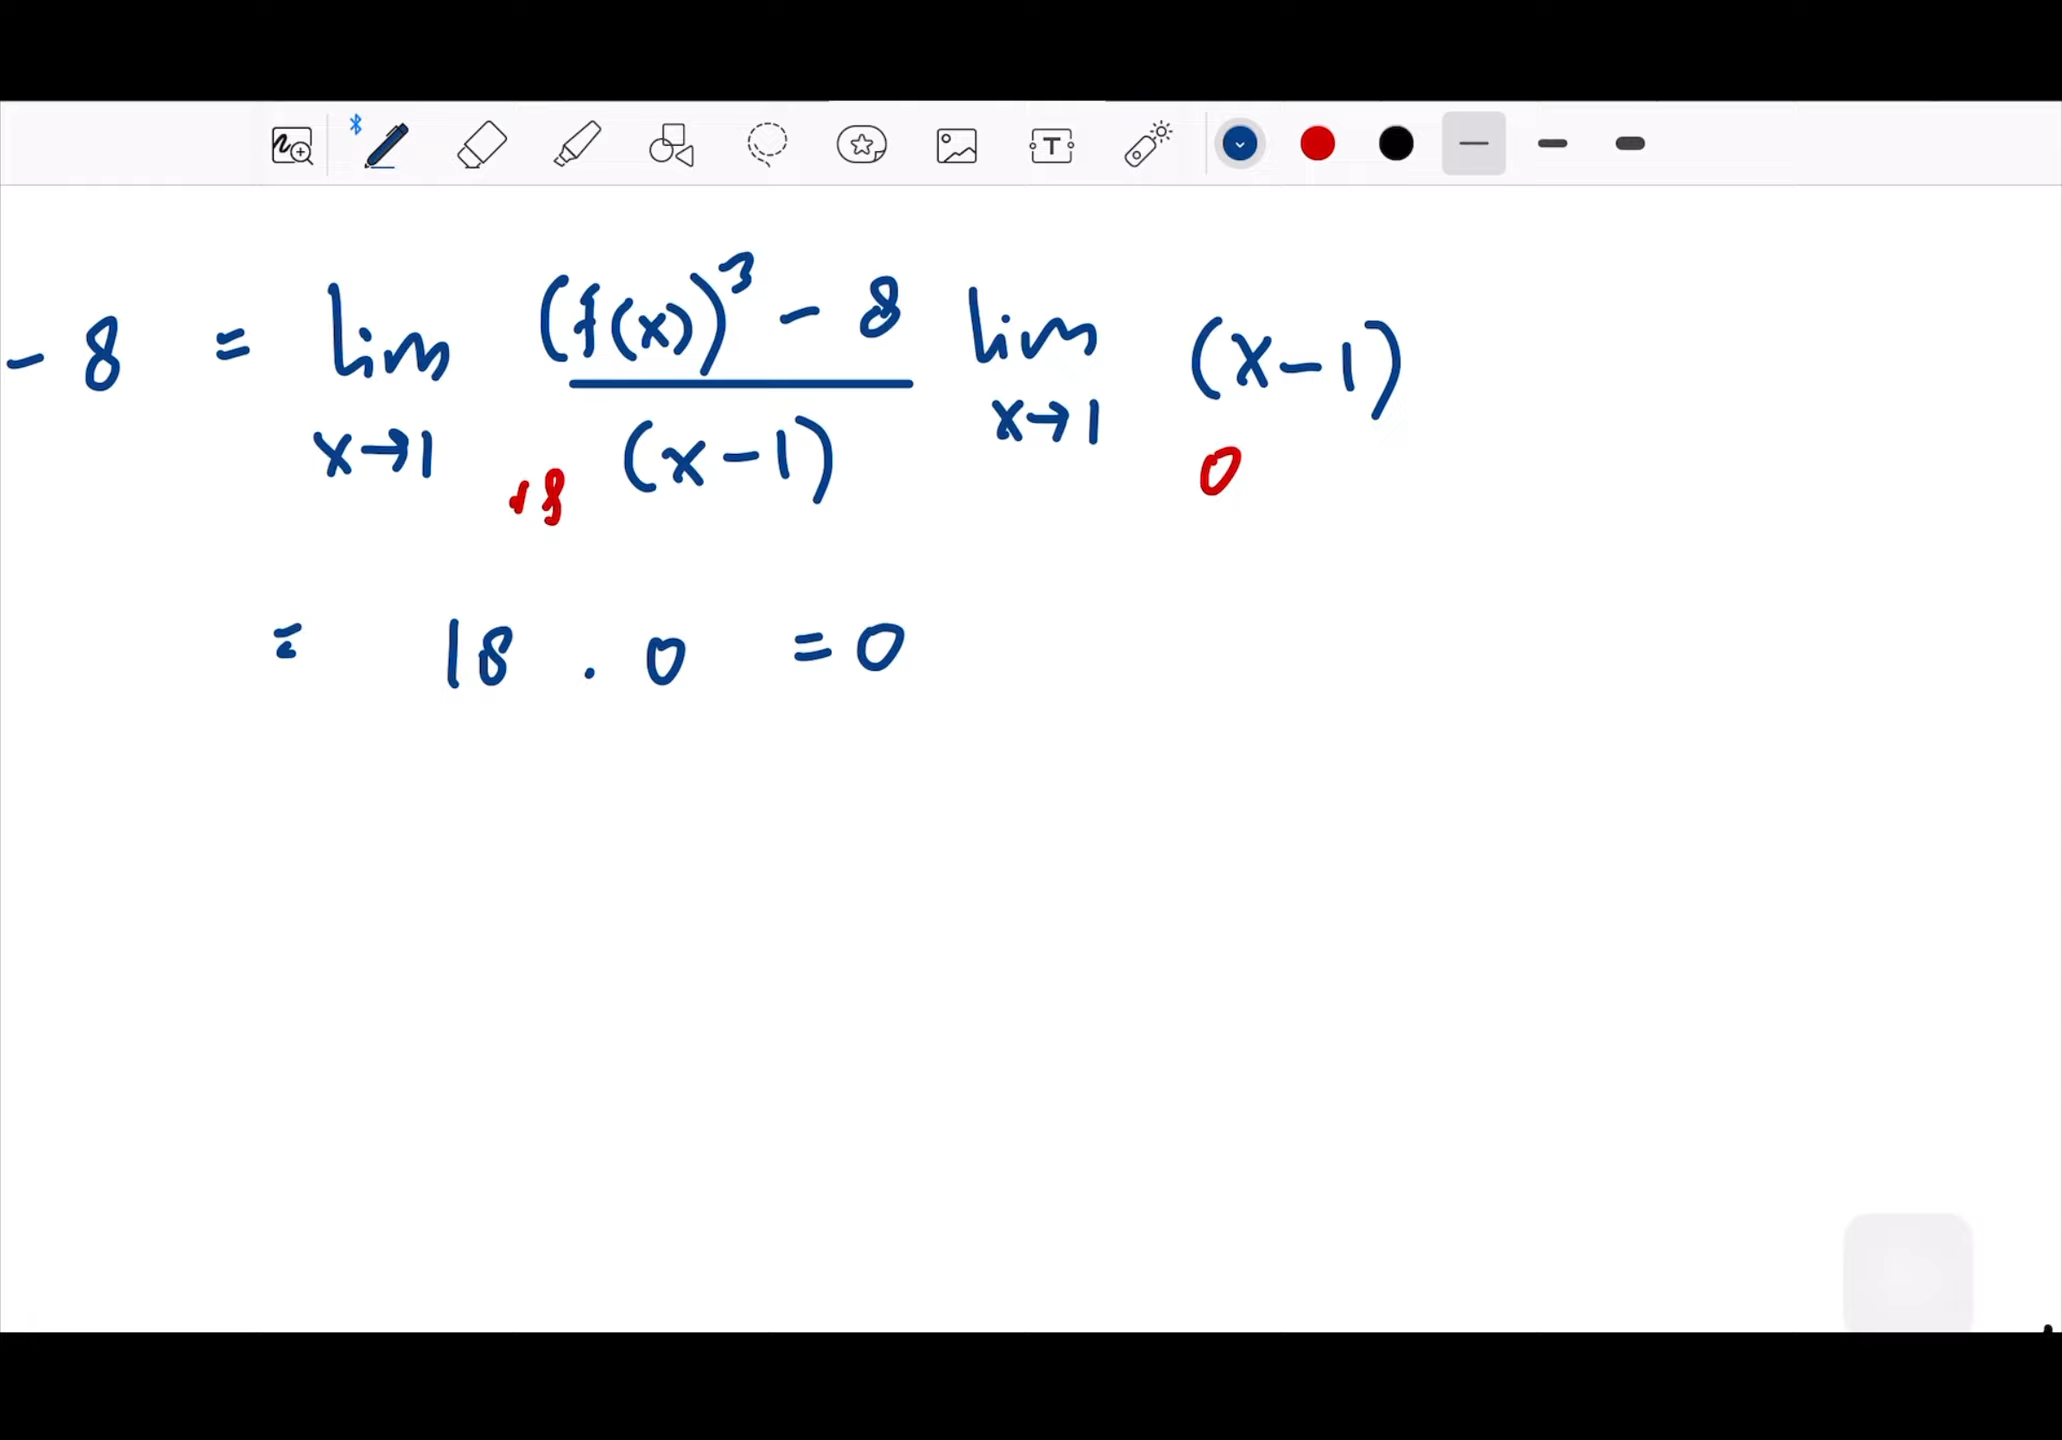 - 8 = lim (f(x))³ - 8 lim (x-1)
x→1 (x-1) x→1
18 0
= 18 . 0 = 0